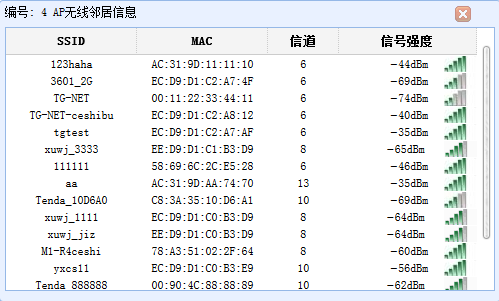 编号: 4 AP无线邻居信息
SSID MAC 信道 信号强度
123haha AC:31:9D:11:11:10 6 -44dBm
3601_2G EC:D9:D1:C2:A7:4F 6 -69dBm
TG-NET 00:11:22:33:44:11 6 -74dBm
TG-NET-ceshibu EC:D9:D1:C2:A8:12 6 -40dBm
tgtest EC:D9:D1:C2:A7:AF 6 -35dBm
xuwj_3333 EE:D9:D1:C1:B3:D9 8 -65dBm
111111 58:69:6C:2C:E5:28 6 -46dBm
aa AC:31:9D:AA:74:70 13 -35dBm
Tenda_10D6A0 C8:3A:35:10:D6:A1 10 -69dBm
xuwj_1111 EC:D9:D1:C0:B3:D9 8 -64dBm
xuwj_jiz EE:D9:D1:C0:B3:D9 8 -64dBm
M1-R4ceshi 78:A3:51:02:2F:64 8 -60dBm
yxcs11 EC:D9:D1:C0:B3:E9 10 -56dBm
Tenda_888888 00:90:4C:88:88:89 10 -62dBm